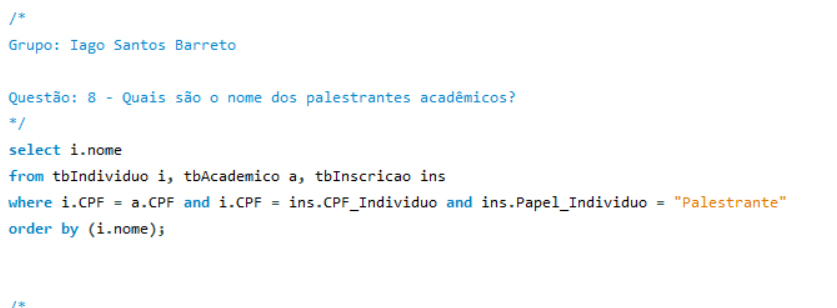 /*
Grupo: Iago Santos Barreto
Questão: 8 - Quais são o nome dos palestrantes acadêmicos?
*/
select i.nome
from tbIndividuo i, tbAcademico a, tbInscricao ins
where i.CPF = a.CPF and i.CPF = ins.CPF_Individuo and ins.Papel_Individuo = "Palestrante"
order by (i.nome);
/*